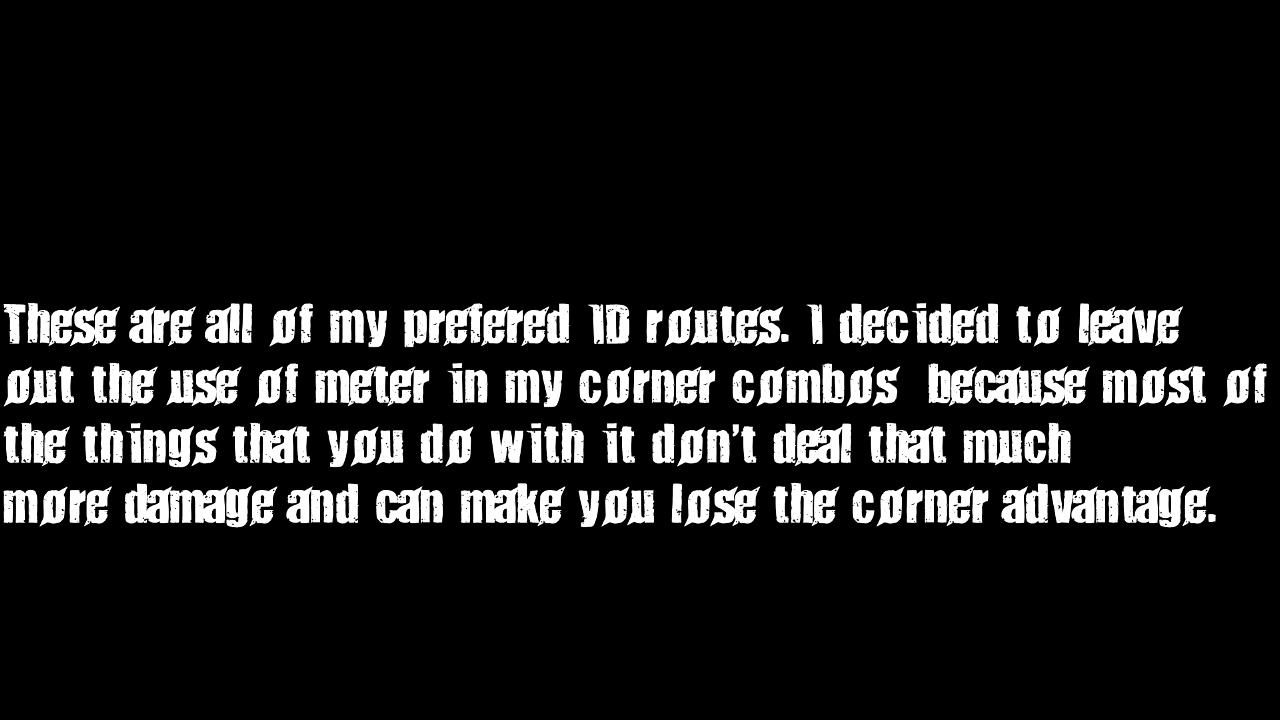 These are all of my prefered ID routes. I decided to leave
out the use of meter in my corner combos because most of
the things that you do with it don't deal that much
more damage and can make you lose the corner advantage.